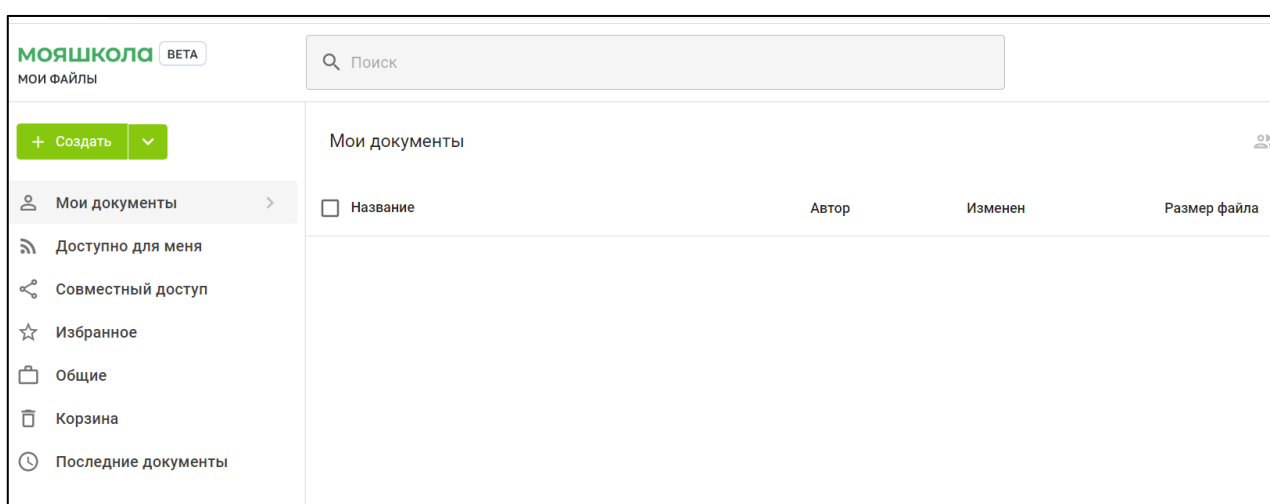 МОЯШКОЛА BETA
МОИ ФАЙЛЫ
Поиск
+ Создать
Мои документы
Доступно для меня
Совместный доступ
Избранное
Общие
Корзина
Последние документы
Мои документы
Название Автор Изменен Размер файла